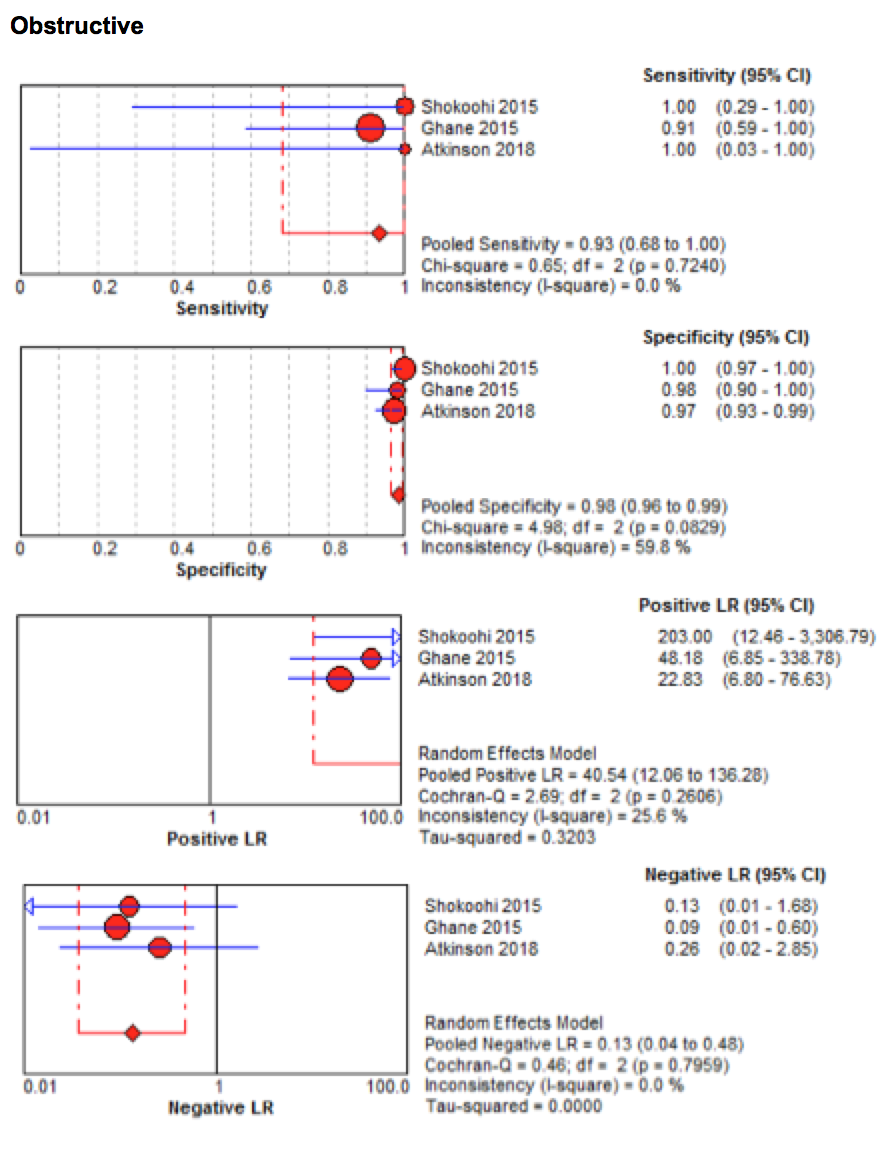 Obstructive
Sensitivity (95% CI)
Shokoohi 2015 1.00 (0.29 - 1.00)
Ghane 2015 0.91 (0.59 - 1.00)
Atkinson 2018 1.00 (0.03 - 1.00)
Pooled Sensitivity = 0.93 (0.68 to 1.00)
Chi-square = 0.65; df = 2 (p = 0.7240)
Inconsistency (I-square) = 0.0 %
0 0.2 0.4 0.6 0.8 1
Sensitivity
Specificity (95% CI)
Shokoohi 2015 1.00 (0.97 - 1.00)
Ghane 2015 0.98 (0.90 - 1.00)
Atkinson 2018 0.97 (0.93 - 0.99)
Pooled Specificity = 0.98 (0.96 to 0.99)
Chi-square = 4.98; df = 2 (p = 0.0829)
Inconsistency (I-square) = 59.8 %
0 0.2 0.4 0.6 0.8 1
Specificity
Positive LR (95% CI)
Shokoohi 2015 203.00 (12.46 - 3,306.79)
Ghane 2015 48.18 (6.85 - 338.78)
Atkinson 2018 22.83 (6.80 - 76.63)
Random Effects Model
Pooled Positive LR = 40.54 (12.06 to 136.28)
Cochran-Q = 2.69; df = 2 (p = 0.2606)
Inconsistency (I-square) = 25.6 %
Tau-squared = 0.3203
0.01 1 100.0
Positive LR
Negative LR (95% CI)
Shokoohi 2015 0.13 (0.01 - 1.68)
Ghane 2015 0.09 (0.01 - 0.60)
Atkinson 2018 0.26 (0.02 - 2.85)
Random Effects Model
Pooled Negative LR = 0.13 (0.04 to 0.48)
Cochran-Q = 0.46; df = 2 (p = 0.7959)
Inconsistency (I-square) = 0.0 %
Tau-squared = 0.0000
0.01 1 100.0
Negative LR